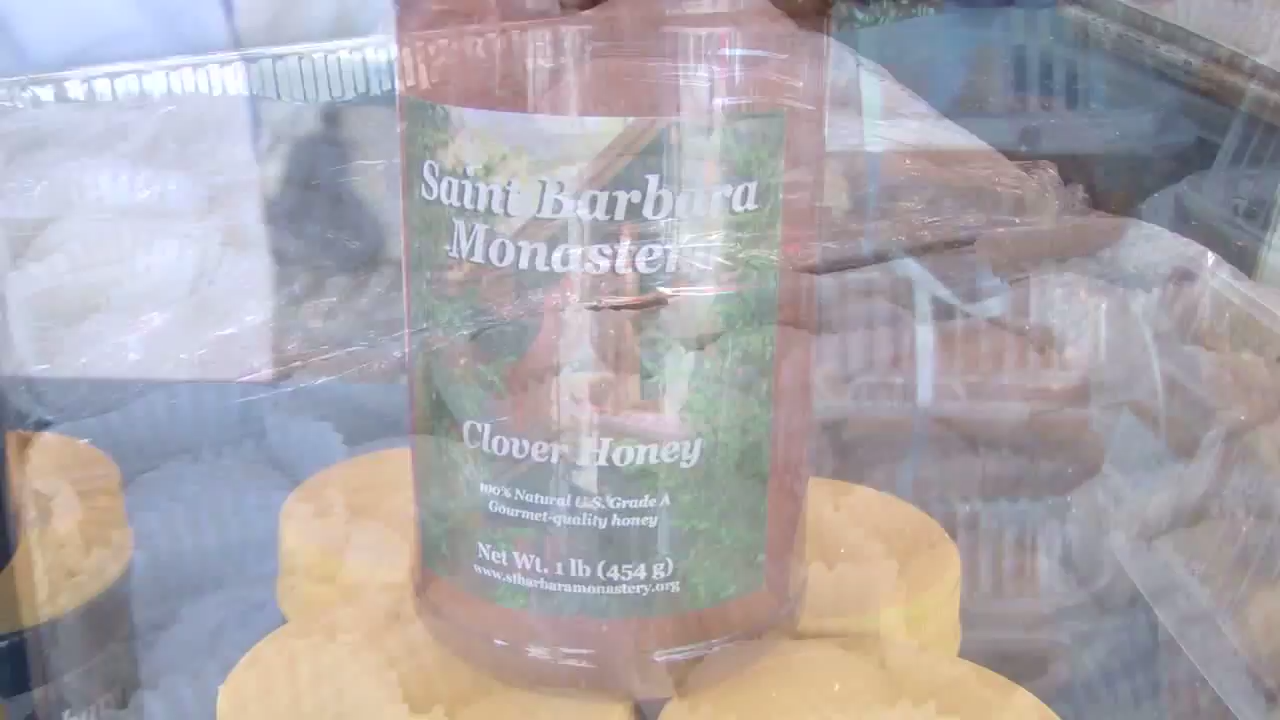 Saint Barbara
Monastery
Clover Honey
100% Natural U.S. Grade A
Gourmet-quality honey
Net Wt. 1 lb (454 g)
www.stbarbaramonastery.org